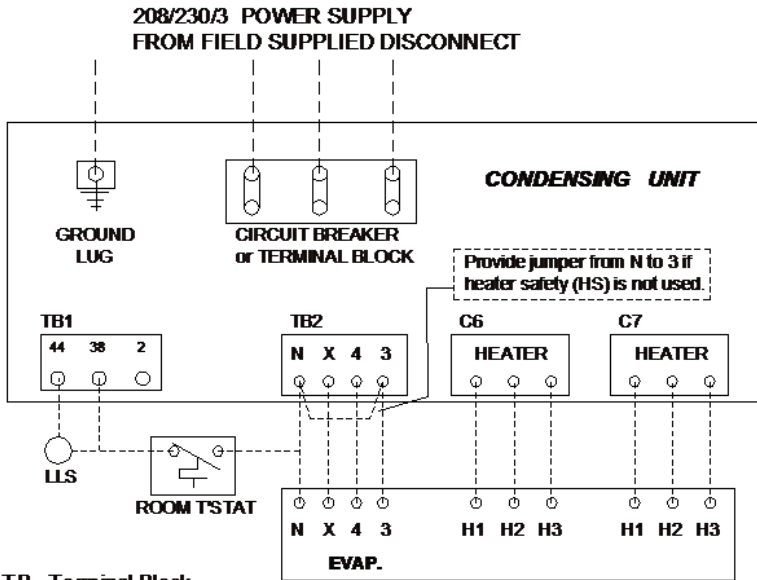 208/230/3 POWER SUPPLY
FROM FIELD SUPPLIED DISCONNECT
CONDENSING UNIT
GROUND
LUG
CIRCUIT BREAKER
or TERMINAL BLOCK
Provide jumper from N to 3 if
heater safety (HS) is not used.
TB1
TB2
C6
C7
44 38 2
N X 4 3
HEATER
HEATER
LLS
ROOM T'STAT
N X 4 3
H1 H2 H3
H1 H2 H3
EVAP.
TB - Terminal Block